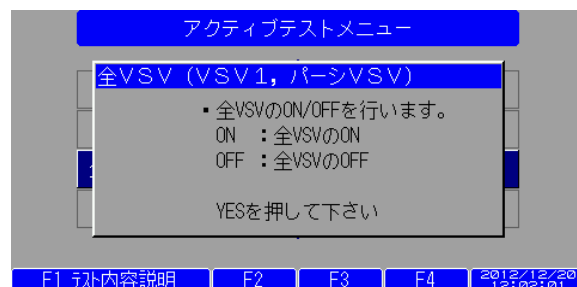 アクティブテストメニュー
全VSV (VSV1, パージVSV)
▪全VSVのON/OFFを行います。
ON :全VSVのON
OFF :全VSVのOFF
YESを押して下さい
F1 テスト内容説明 F2 F3 F4 2012/12/20
12:02:01